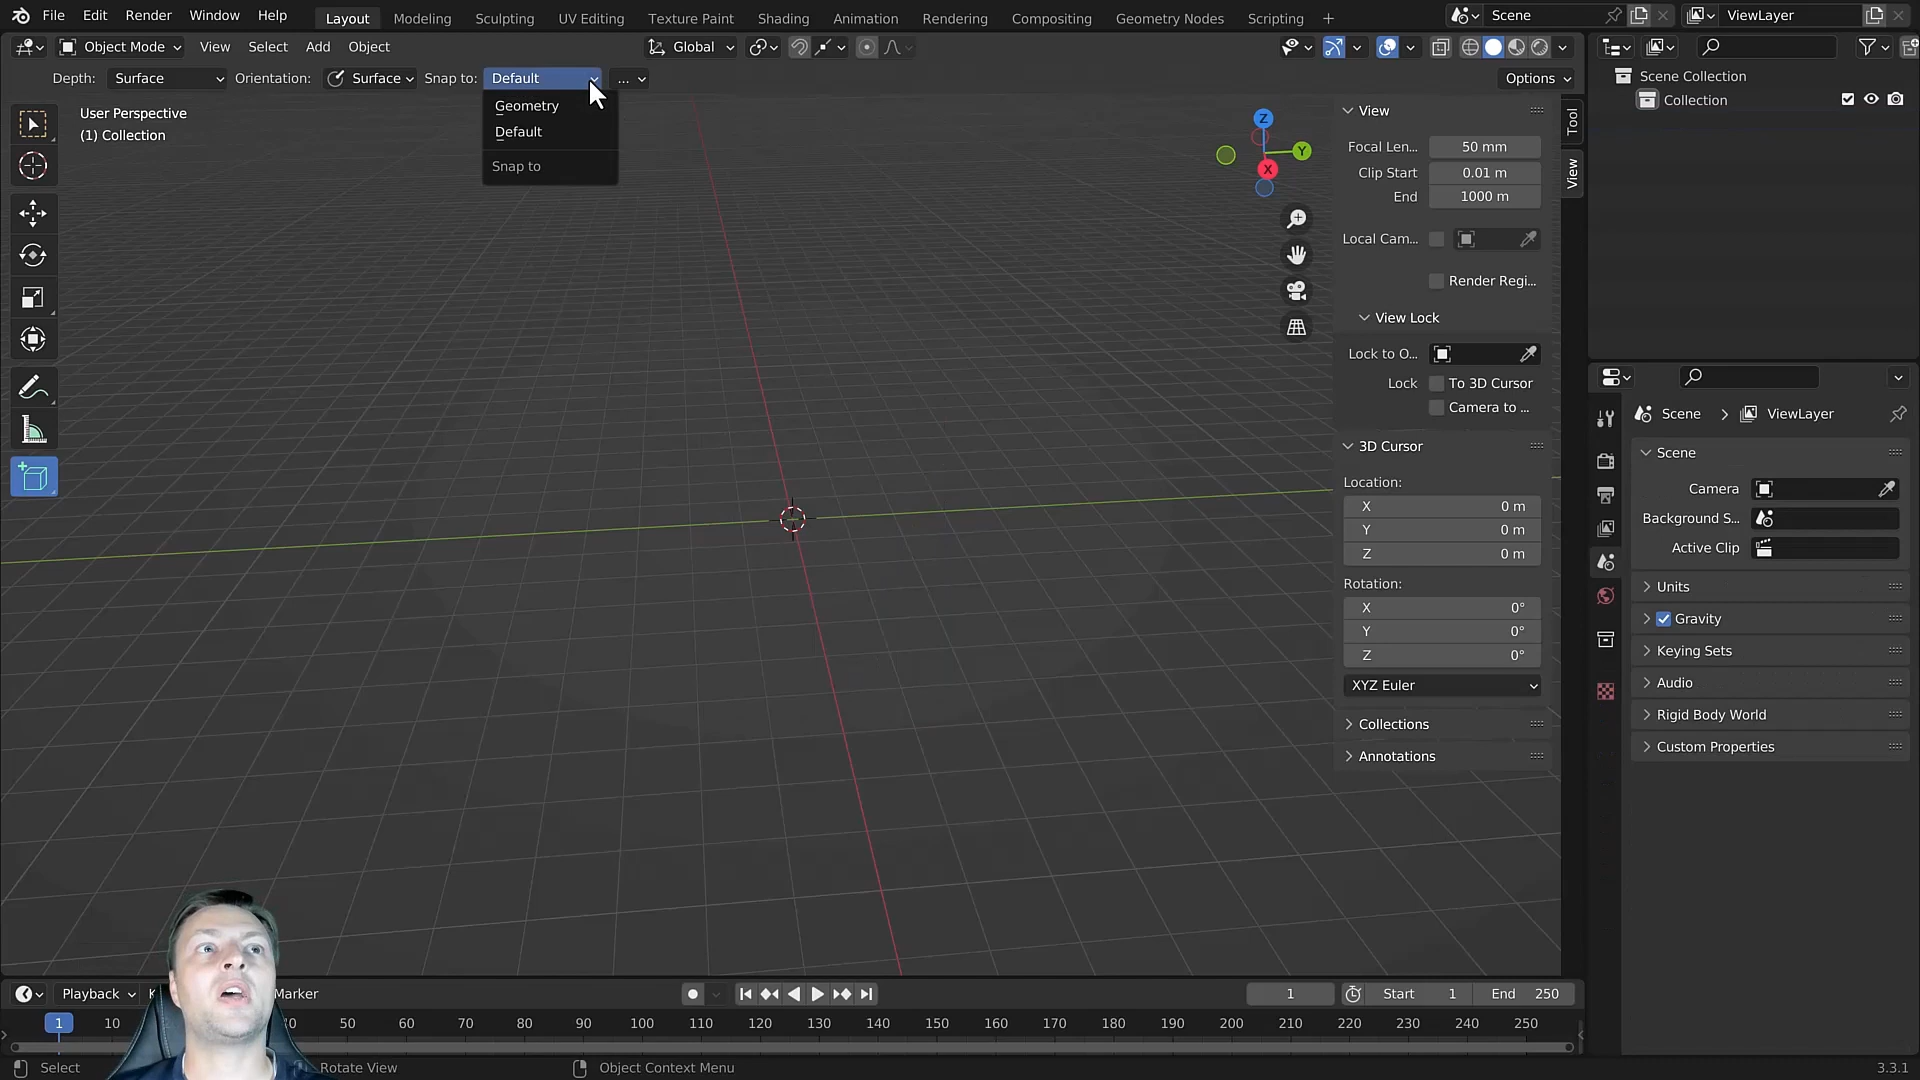 File Edit Render Window Help Layout Modeling Sculpting UV Editing Texture Paint Shading Animation Rendering Compositing Geometry Nodes Scripting + Scene ViewLayer
Object Mode View Select Add Object Global
Depth: Surface Orientation: Surface Snap to: Default ... Options
Geometry
Default
Snap to
User Perspective
(1) Collection
Z
Y
X
View
Focal Len... 50 mm
Clip Start 0.01 m
End 1000 m
Local Cam...
Render Regi...
View Lock
Lock to O...
Lock To 3D Cursor
Camera to ...
3D Cursor
Location:
X 0 m
Y 0 m
Z 0 m
Rotation:
X 0°
Y 0°
Z 0°
XYZ Euler
Collections
Annotations
Tool
View
Scene Collection
Collection
Scene > ViewLayer
Scene
Camera
Background S...
Active Clip
Units
Gravity
Keying Sets
Audio
Rigid Body World
Custom Properties
Playback Marker 1 Start 1 End 250
1 10 50 60 70 80 90 100 110 120 130 140 150 160 170 180 190 200 210 220 230 240 250
Select Rotate View Object Context Menu 3.3.1